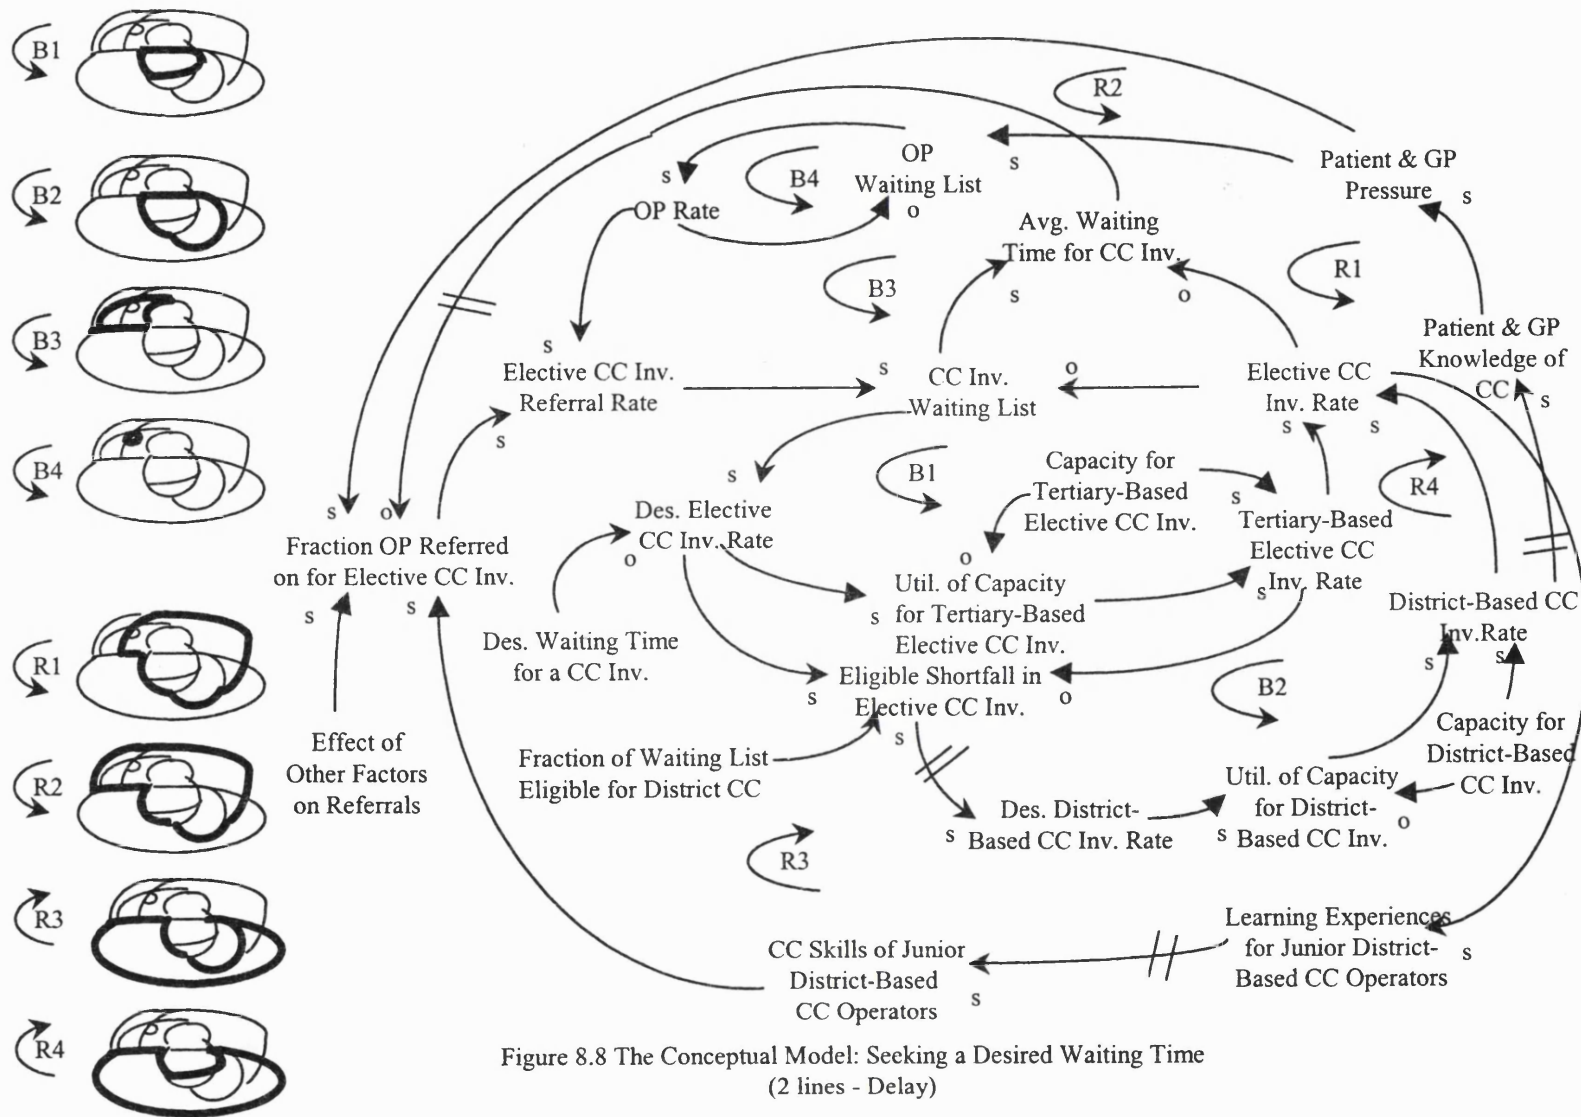 B1
B2
B3
B4
R1
R2
R3
R4
R2
Patient & GP
Pressure
s
OP
Waiting List
s
o
B4
s
OP Rate
Avg. Waiting
Time for CC Inv.
s
o
B3
R1
Patient & GP
Knowledge of
CC
s
s
Elective CC Inv.
Referral Rate
s
s
CC Inv.
Waiting List
o
Elective CC
Inv. Rate
s
s
B1
Capacity for
Tertiary-Based
Elective CC Inv.
s
R4
s
Des. Elective
CC Inv. Rate
o
s
o
Fraction OP Referred
on for Elective CC Inv.
s
s
Tertiary-Based
Elective CC
Inv. Rate
s
o
Util. of Capacity
for Tertiary-Based
Elective CC Inv.
s
District-Based CC
Inv.Rate
s
s
Des. Waiting Time
for a CC Inv.
Eligible Shortfall in
Elective CC Inv.
s
o
s
B2
Effect of
Other Factors
on Referrals
Fraction of Waiting List
Eligible for District CC
Capacity for
District-Based
CC Inv.
Des. District-
Based CC Inv. Rate
s
Util. of Capacity
for District-
Based CC Inv.
s
o
R3
CC Skills of Junior
District-Based
CC Operators
s
Learning Experiences
for Junior District-
Based CC Operators
s
Figure 8.8 The Conceptual Model: Seeking a Desired Waiting Time
(2 lines - Delay)